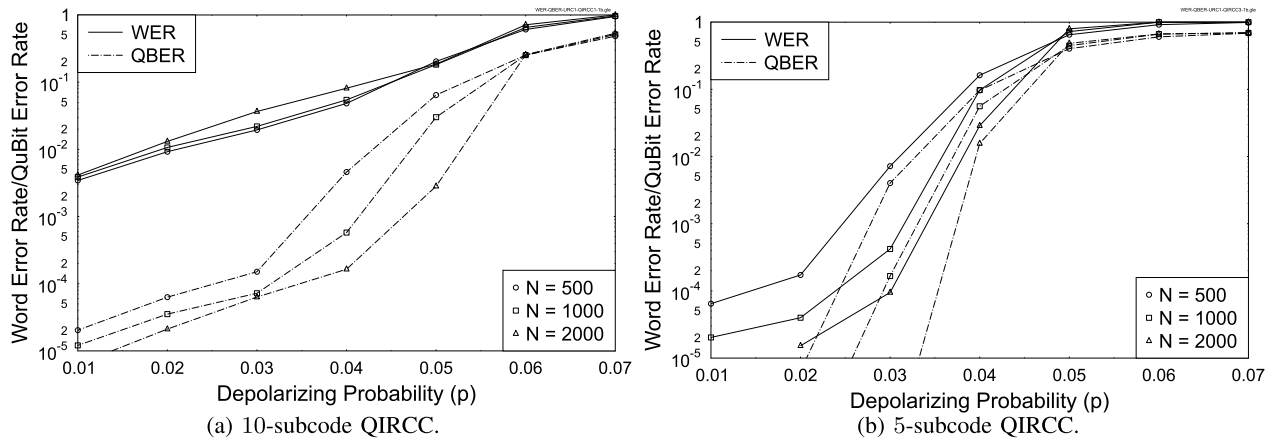 WER-QBER-URC1-QIRCC1-1b.gle
Word Error Rate/QuBit Error Rate
1
5
2
10-1
5
2
10-2
5
2
10-3
5
2
10-4
5
2
10-5
WER
QBER
N = 500
N = 1000
N = 2000
0.01 0.02 0.03 0.04 0.05 0.06 0.07
Depolarizing Probability (p)
(a) 10-subcode QIRCC.
WER-QBER-URC1-QIRCC3-1b.gle
Word Error Rate/QuBit Error Rate
1
5
2
10-1
5
2
10-2
5
2
10-3
5
2
10-4
5
2
10-5
WER
QBER
N = 500
N = 1000
N = 2000
0.01 0.02 0.03 0.04 0.05 0.06 0.07
Depolarizing Probability (p)
(b) 5-subcode QIRCC.